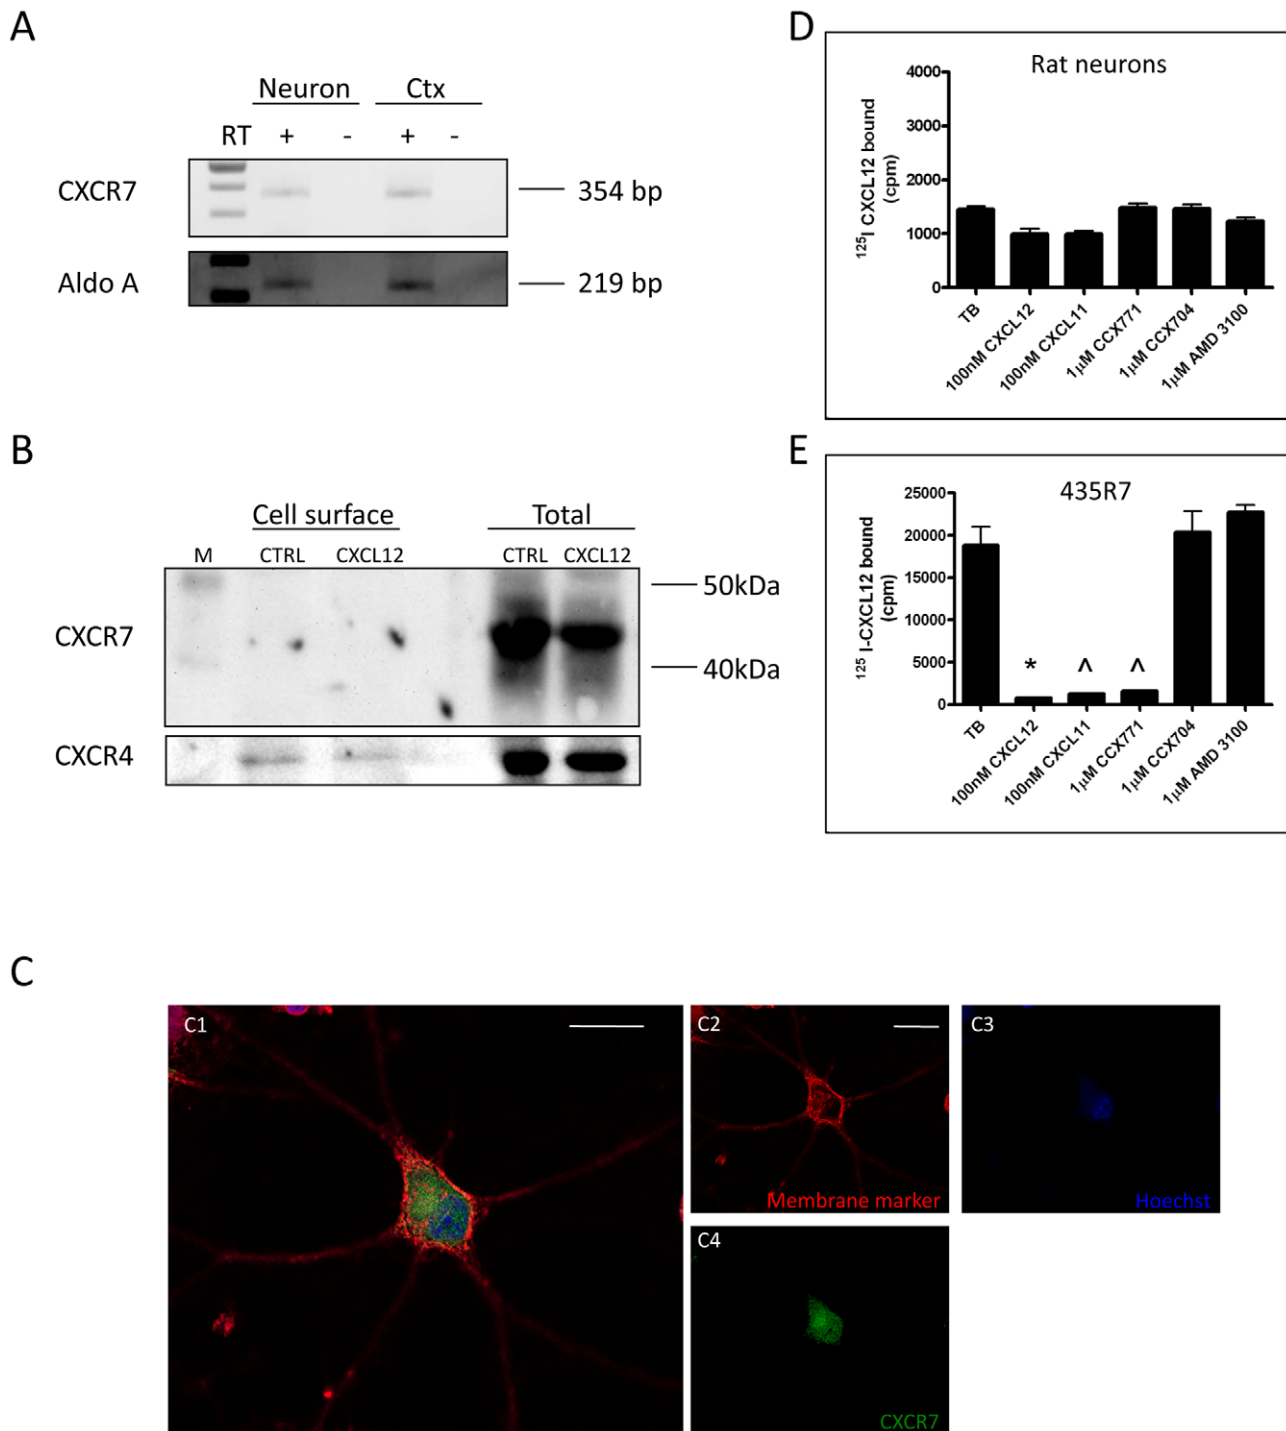 A
Neuron Ctx
RT + - + -
CXCR7 354 bp
Aldo A 219 bp
B
Cell surface Total
M CTRL CXCL12 CTRL CXCL12
50kDa
CXCR7
40kDa
CXCR4
D
Rat neurons
125I CXCL12 bound
(cpm)
4000
3000
2000
1000
0
TB
100nM CXCL12
100nM CXCL11
1µM CCX771
1µM CCX704
1µM AMD 3100
E
435R7
125 I-CXCL12 bound
(cpm)
25000
20000
15000
10000
5000
0
* ^ ^
TB
100nM CXCL12
100nM CXCL11
1µM CCX771
1µM CCX704
1µM AMD 3100
C
C1
C2
Membrane marker
C3
Hoechst
C4
CXCR7